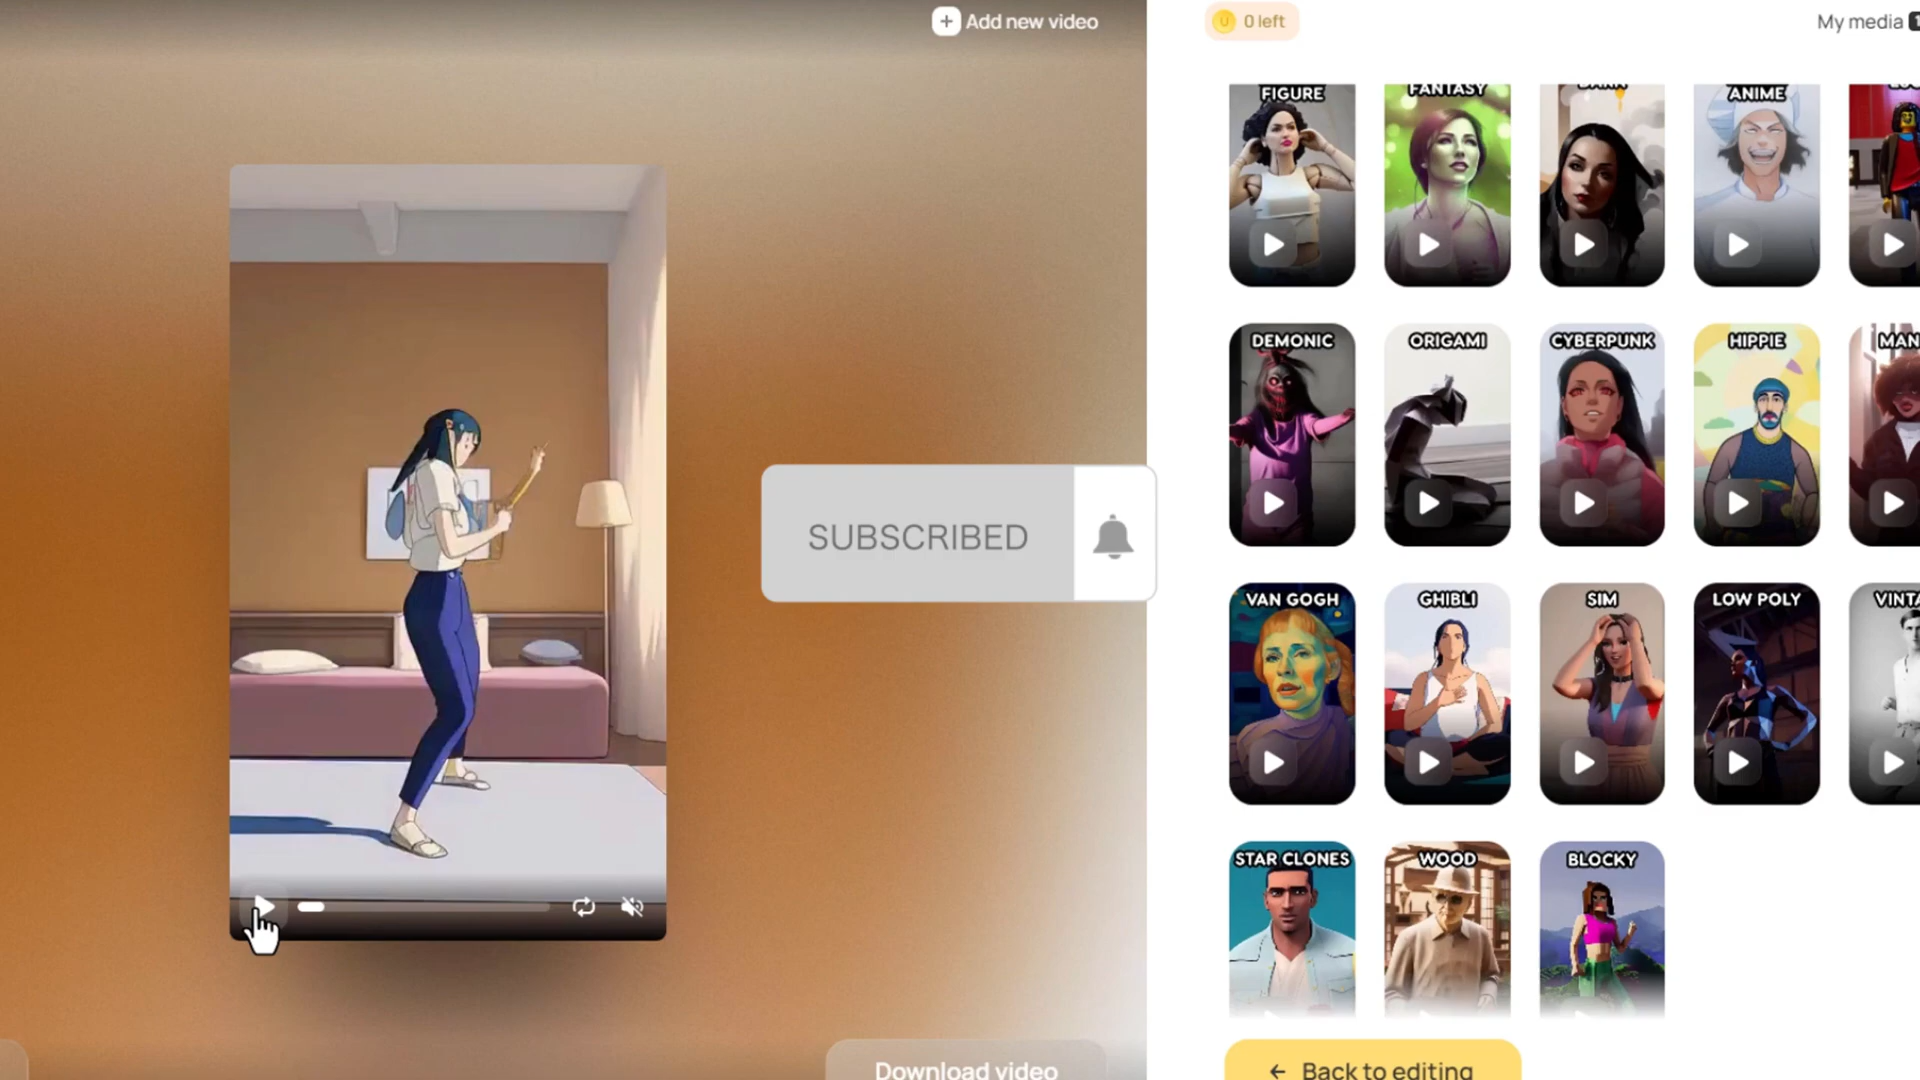 Add new video
0 left
My media
FIGURE
FANTASY
ANIME
DEMONIC
ORIGAMI
CYBERPUNK
HIPPIE
SUBSCRIBED
VAN GOGH
GHIBLI
SIM
LOW POLY
STAR CLONES
WOOD
BLOCKY
Download video
Back to editing